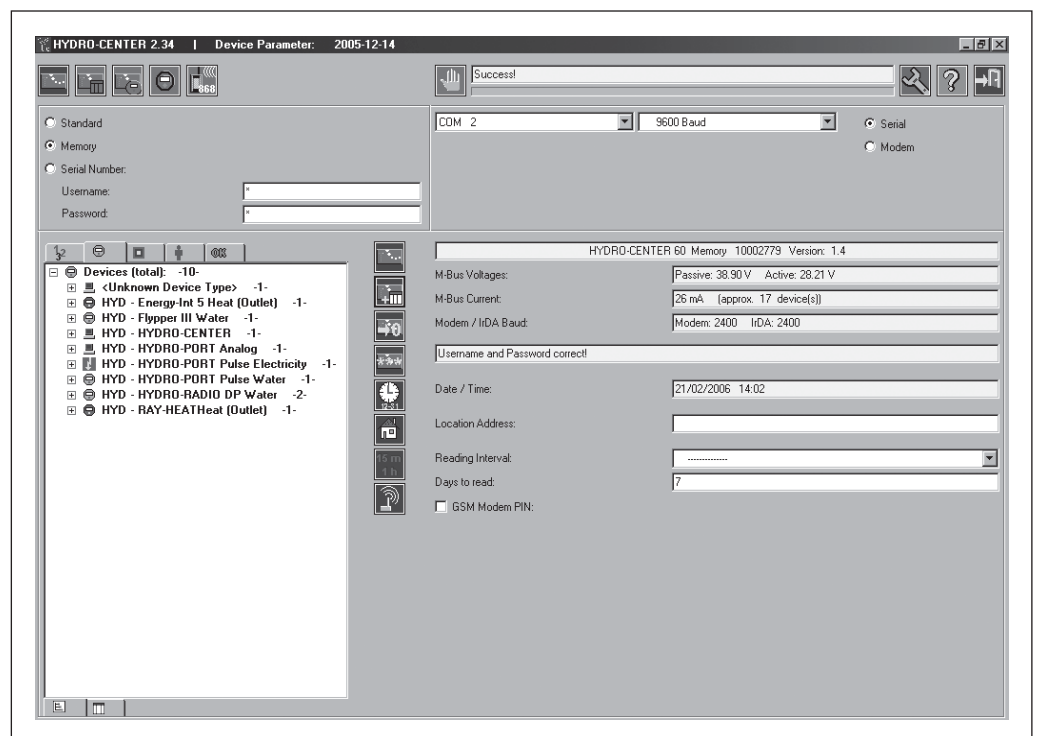 HYDRO-CENTER 2.34 | Device Parameter: 2005-12-14
868
Success!
Standard
Memory
Serial Number:
Username: *
Password: *
COM 2
9600 Baud
Serial
Modem
Devices (total): -10-
<Unknown Device Type> -1-
HYD - Energy-Int 5 Heat (Outlet) -1-
HYD - Flypper III Water -1-
HYD - HYDRO-CENTER -1-
HYD - HYDRO-PORT Analog -1-
HYD - HYDRO-PORT Pulse Electricity -1-
HYD - HYDRO-PORT Pulse Water -1-
HYD - HYDRO-RADIO DP Water -2-
HYD - RAY-HEATHeat (Outlet) -1-
15 m
1 h
HYDRO-CENTER 60 Memory 10002779 Version: 1.4
M-Bus Voltages: Passive: 38.90 V Active: 28.21 V
M-Bus Current: 26 mA (approx. 17 device(s))
Modem / IrDA Baud: Modem: 2400 IrDA: 2400
Username and Password correct!
Date / Time: 21/02/2006 14:02
Location Address:
Reading Interval: --------------
Days to read: 7
GSM Modem PIN: